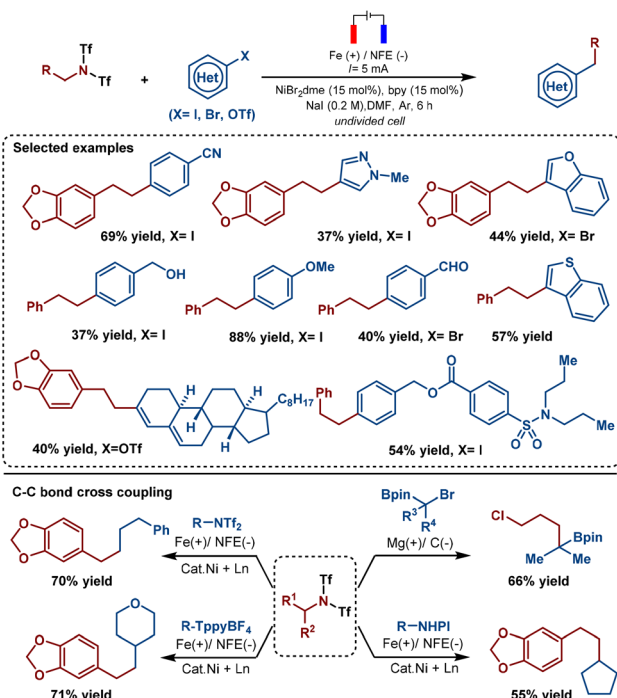 R N Tf Tf + Het X Fe (+) / NFE (-) R Het
I= 5 mA
NiBr2dme (15 mol%), bpy (15 mol%)
(X= I, Br, OTf) NaI (0.2 M),DMF, Ar, 6 h
undivided cell
Selected examples
O O CN O O N N Me O O O
69% yield, X= I 37% yield, X= I 44% yield, X= Br
Ph OH Ph OMe Ph CHO Ph S
37% yield, X= I 88% yield, X= I 40% yield, X= Br 57% yield
O O H H H C8H17 Ph O O S O O N
40% yield, X=OTf 54% yield, X= I
C-C bond cross coupling
O O Ph R–NTf2 Bpin Br R3 R4 Cl Bpin Me Me
Fe(+)/ NFE(-) Mg(+)/ C(-)
70% yield Cat.Ni + Ln 66% yield
R1 R2 N Tf Tf
O O O R-TppyBF4 R–NHPI O O
Fe(+)/ NFE(-) Fe(+)/ NFE(-)
Cat.Ni + Ln Cat.Ni + Ln
71% yield 55% yield